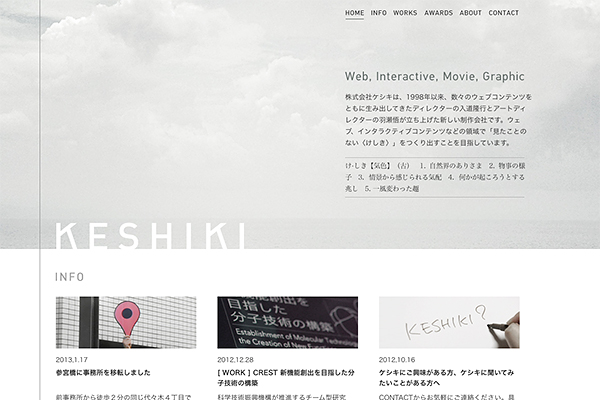 HOME INFO WORKS AWARDS ABOUT CONTACT
Web, Interactive, Movie, Graphic
株式会社ケシキは、1998年以来、数々のウェブコンテンツを
ともに生み出してきたディレクターの入道隆行とアートディ
レクターの羽瀬悟が立ち上げた新しい制作会社です。ウェ
ブ、インタラクティブコンテンツなどの領域で「見たことの
ない〈けしき〉」をつくり出すことを目指しています。
け-しき【気色】〔古〕 1. 自然界のありさま 2. 物事の様
子 3. 情景から感じられる気配 4. 何かが起ころうとする
兆し 5. 一風変わった趣
KESHIKI
INFO
能創出を
目指した
分子技術の構築
Establishment of Molecular Technology
the Creation of New Function
KESHIKI?
2013.1.17
参宮橋に事務所を移転しました
前事務所から徒歩２分の同じ代々木４丁目で
2012.12.28
[ WORK ] CREST 新機能創出を目指した分
子技術の構築
科学技術振興機構が推進するチーム型研究
2012.10.16
ケシキにご興味がある方、ケシキに聞いてみ
たいことがある方へ
CONTACTからお気軽にご連絡ください。具